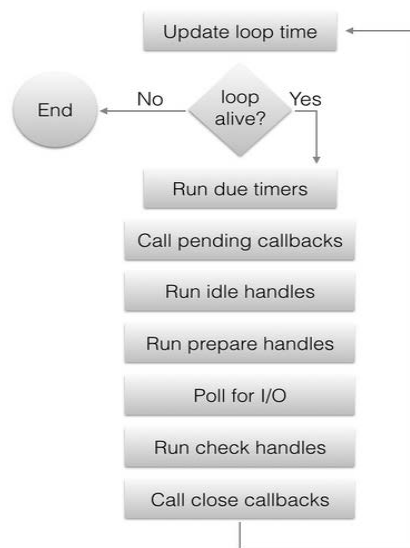 Update loop time
loop
alive?
No
Yes
End
Run due timers
Call pending callbacks
Run idle handles
Run prepare handles
Poll for I/O
Run check handles
Call close callbacks